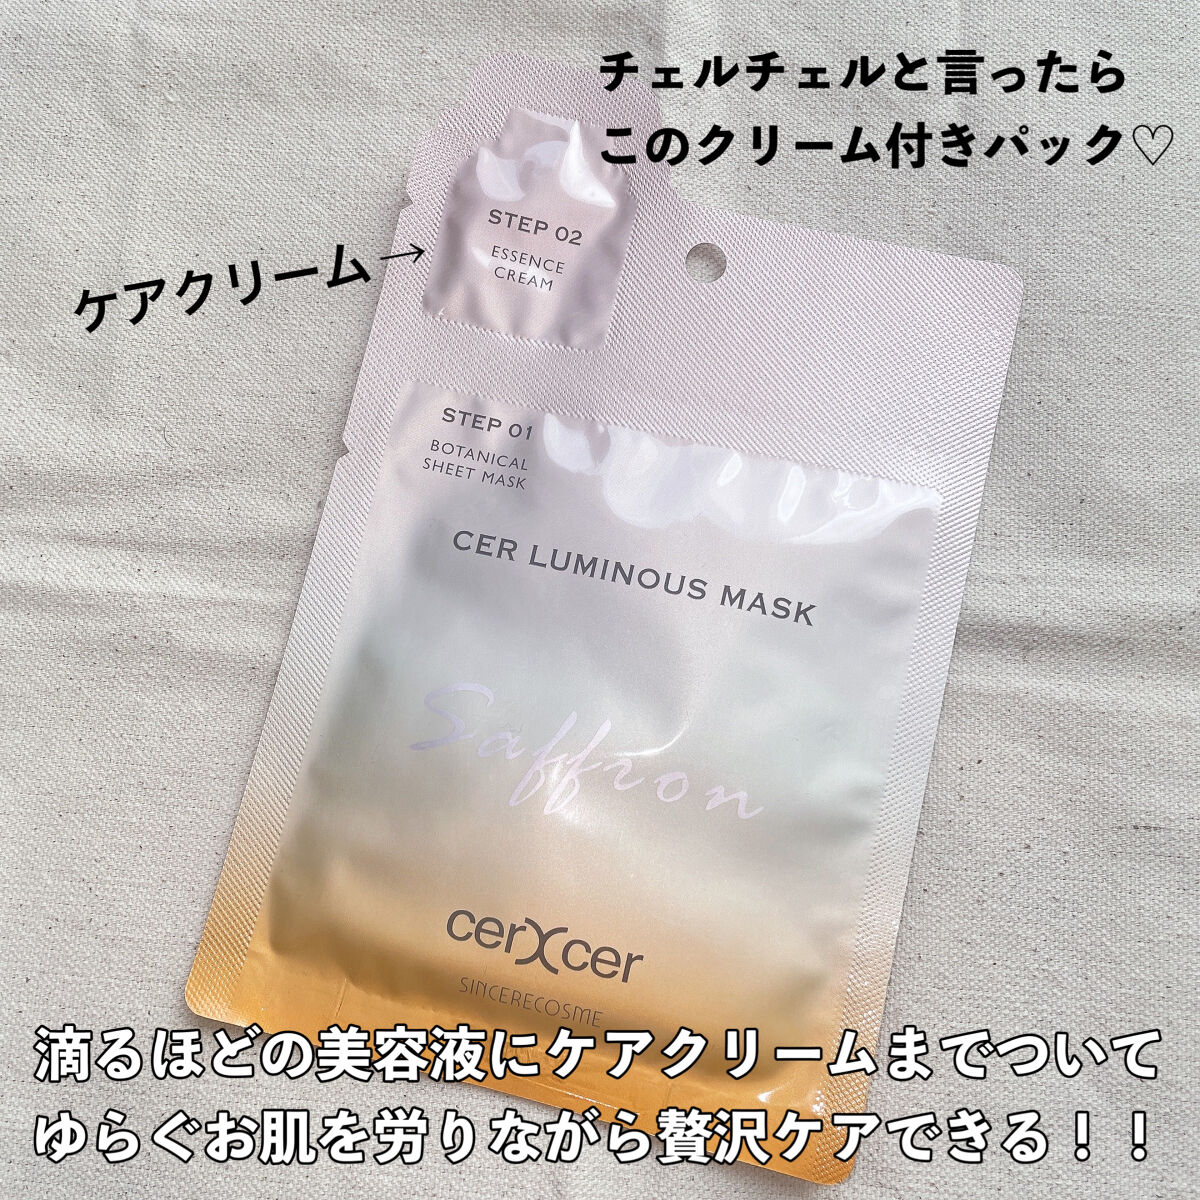 チェルチェルと言ったら
このクリーム付きパック♡
ケアクリーム→
STEP 02
ESSENCE
CREAM
STEP 01
BOTANICAL
SHEET MASK
CER LUMINOUS MASK
Saffron
cerXcer
SINCERECOSME
滴るほどの美容液にケアクリームまでついて
ゆらぐお肌を労りながら贅沢ケアできる！！